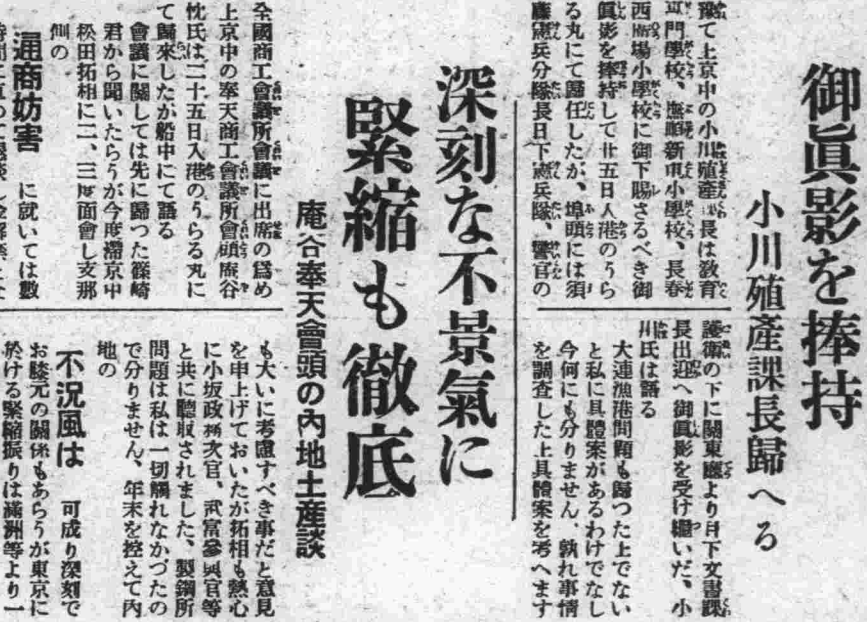 御眞影を捧持
小川殖產課長歸へる
豫て上京中の小川殖產課長は敎育
專門學校、撫順新屯小學校、長春
西廣場小學校に御下賜さるべき御
眞影を捧持して廿五日入港のうら
る丸にて歸任したが、埠頭には須
藤憲兵分隊長日下憲兵隊、警官の
護衛の下に關東廳より日下文書課
長出迎へ御眞影を受け繼いだ、小
川氏は語る
大連漁港問題も歸つた上でない
と私に具體案があるわけでなし
今何にも分りません、孰れ事情
を調査した上具體案を考へます
深刻な不景氣に
緊縮も徹底
庵谷奉天會頭の內地土產談
全國商工會議所會議に出席の爲め
上京中の奉天商工會議所會頭庵谷
忱氏は二十五日入港のうらる丸に
て歸來したが船中にて語る
會議に關しては先に歸つた篠崎
君から聞いたらうが今度滯京中
松田拓相に二、三度面會し支那
側の
通商妨害 に就いては數
も大いに考慮すべき事だと意見
を申上げておいたが拓相も熱心
に小坂政務次官、武富參與官等
と共に聽取されました、製鋼所
問題は私は一切觸れなかづたの
で分りません、年末を控えて內
地の
不況風は 可成り深刻で
お膝元の關係もあらうが東京に
於ける緊縮振りは滿洲等より一